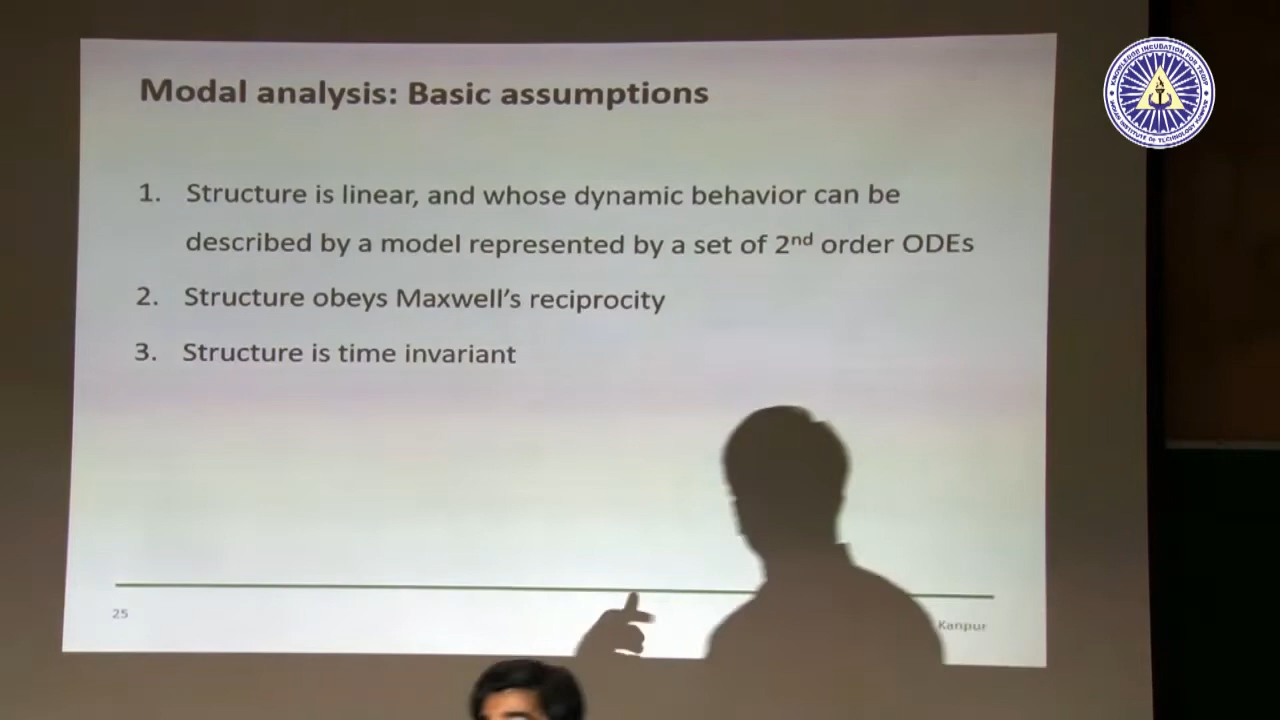 Modal analysis: Basic assumptions
1. Structure is linear, and whose dynamic behavior can be
described by a model represented by a set of 2nd order ODEs
2. Structure obeys Maxwell's reciprocity
3. Structure is time invariant
25
Kanpur